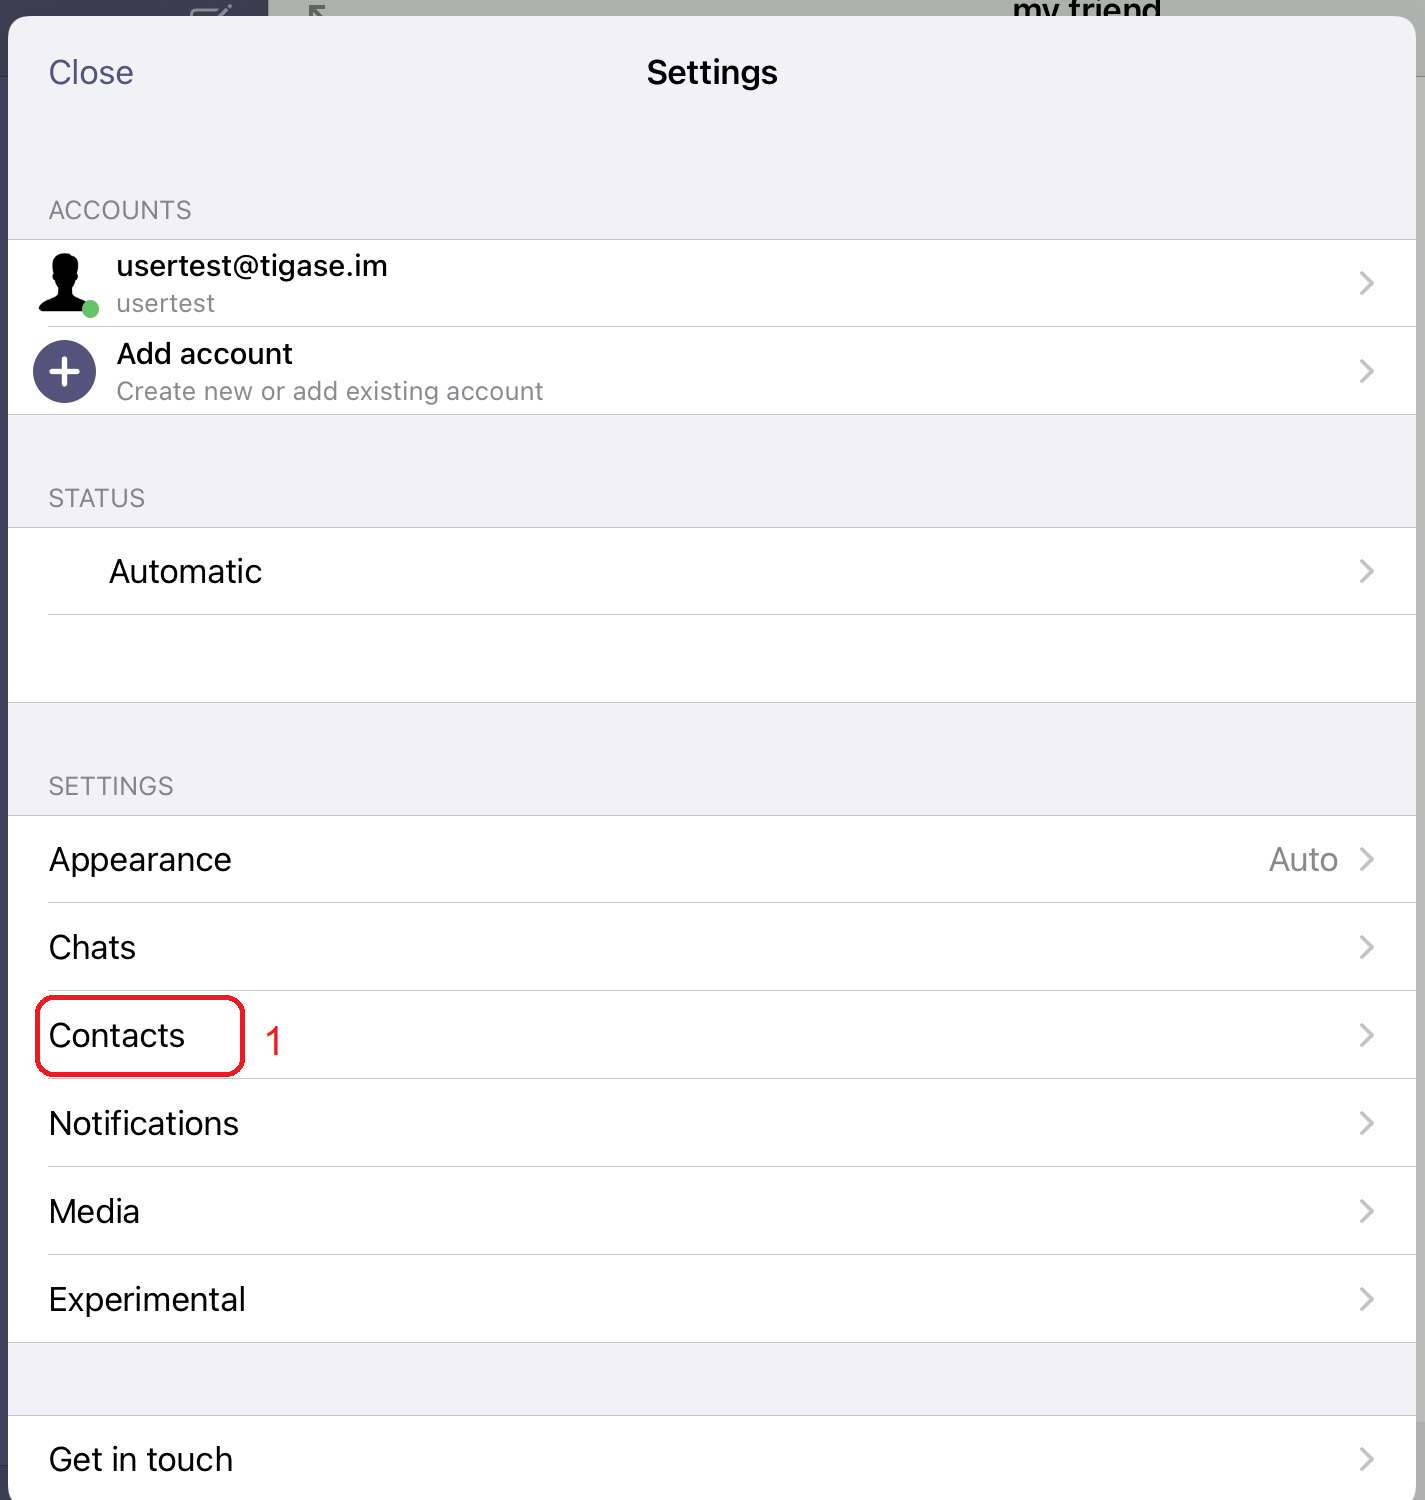 my friend
Close
Settings
ACCOUNTS
usertest@tigase.im
usertest
Add account
Create new or add existing account
STATUS
Automatic
SETTINGS
Appearance
Auto
Chats
Contacts
1
Notifications
Media
Experimental
Get in touch